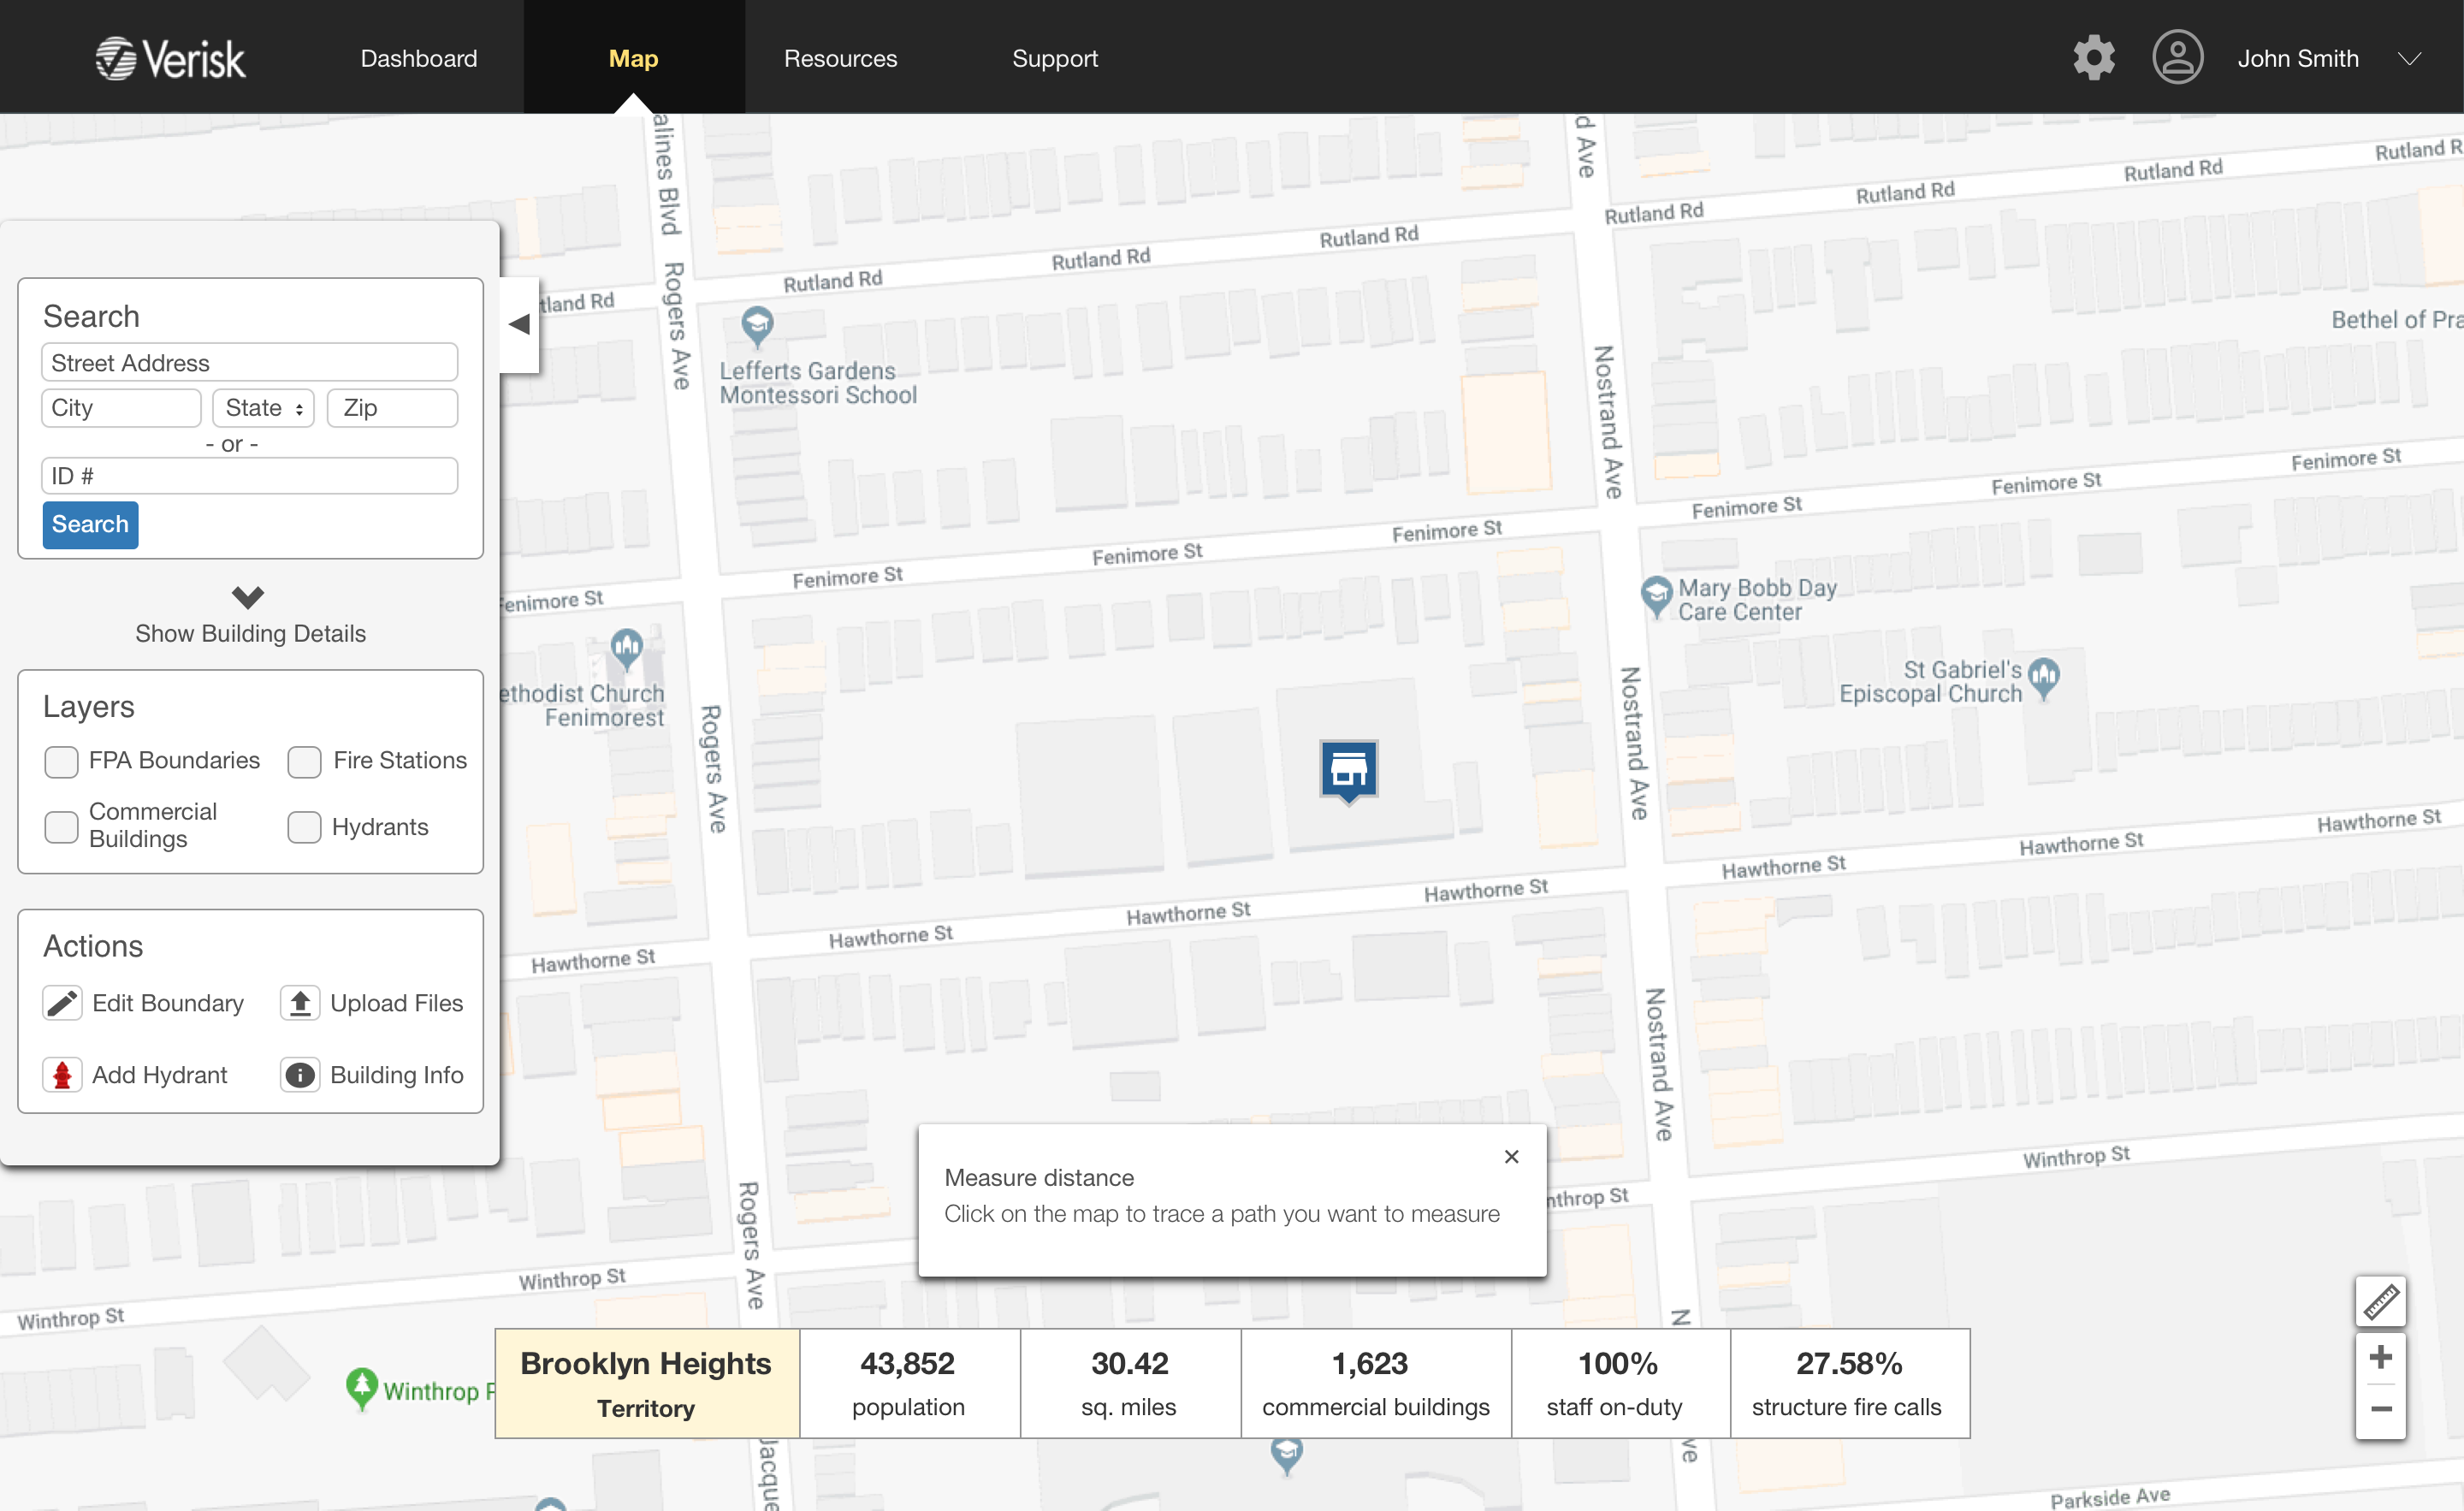 Verisk
Dashboard
Map
Resources
Support
John Smith
Search
Street Address
City
State
Zip
- or -
ID #
Search
Show Building Details
Layers
FPA Boundaries
Fire Stations
Commercial
Buildings
Hydrants
Actions
Edit Boundary
Upload Files
Add Hydrant
Building Info
alines Blvd
Rogers Ave
Rogers Ave
Rogers Ave
Jacque
d Ave
Nostrand Ave
Nostrand Ave
Nostrand Ave
N
ve
tland Rd
Rutland Rd
Rutland Rd
Rutland Rd
Rutland Rd
Rutland Rd
Rutland Rd
Rutland R
Lefferts Gardens
Montessori School
Bethel of Pra
enimore St
Fenimore St
Fenimore St
Fenimore St
Fenimore St
Fenimore St
Fenimore St
Mary Bobb Day
Care Center
ethodist Church
Fenimorest
St Gabriel's
Episcopal Church
Hawthorne St
Hawthorne St
Hawthorne St
Hawthorne St
Hawthorne St
Hawthorne St
Hawthorne St
Winthrop St
Winthrop St
nthrop St
Winthrop St
Measure distance
Click on the map to trace a path you want to measure
Winthrop P
Brooklyn Heights
Territory
43,852
population
30.42
sq. miles
1,623
commercial buildings
100%
staff on-duty
27.58%
structure fire calls
Parkside Ave